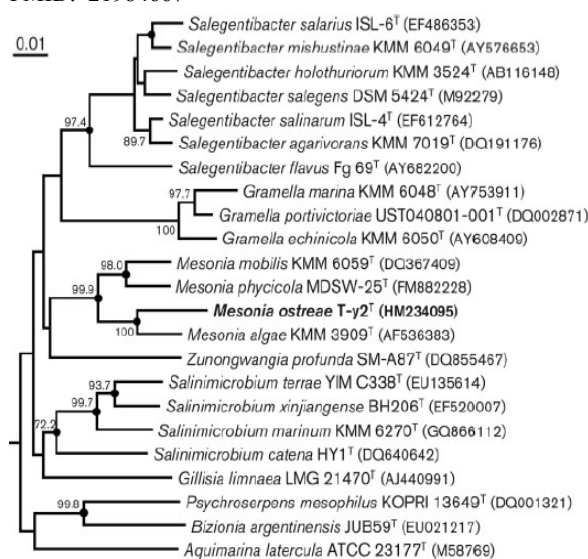 PMID:
Salegentibacter salarius ISL-6ᵀ (EF486353)
0.01
Salegentibacter mishustinae KMM 6049ᵀ (AY576653)
Salegentibacter holothuriorum KMM 3524ᵀ (AB116148)
Salegentibacter salegens DSM 5424ᵀ (M92279)
Salegentibacter salinarum ISL-4ᵀ (EF612764)
97.4
89.7
Salegentibacter agarivorans KMM 7019ᵀ (DQ191176)
Salegentibacter flavus Fg 69ᵀ (AY682200)
97.7
Gramella marina KMM 6048ᵀ (AY753911)
Gramella portivictoriae UST040801-001ᵀ (DQ002871)
100
Gramella echinicola KMM 6050ᵀ (AY608409)
98.0
Mesonia mobilis KMM 6059ᵀ (DQ367409)
Mesonia phycicola MDSW-25ᵀ (FM882228)
99.9
Mesonia ostreae T-y2ᵀ (HM234095)
100
Mesonia algae KMM 3909ᵀ (AF536383)
Zunongwangia profunda SM-A87ᵀ (DQ855467)
93.7
Salinimicrobium terrae YIM C338ᵀ (EU135614)
99.7
Salinimicrobium xinjiangense BH206ᵀ (EF520007)
72.2
Salinimicrobium marinum KMM 6270ᵀ (GQ866112)
Salinimicrobium catena HY1ᵀ (DQ640642)
Gillisia limnaea LMG 21470ᵀ (AJ440991)
99.8
Psychroserpens mesophilus KOPRI 13649ᵀ (DQ001321)
Bizionia argentinensis JUB59ᵀ (EU021217)
Aquimarina latercula ATCC 23177ᵀ (M58769)